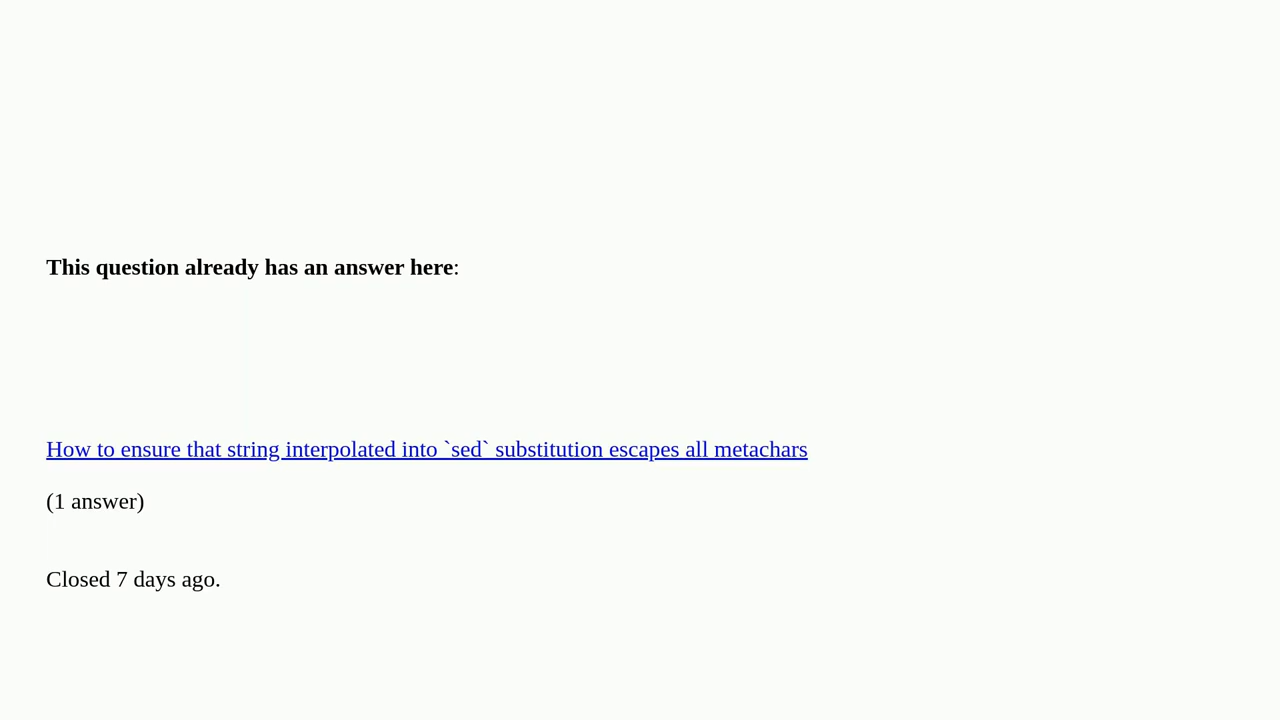 This question already has an answer here:
How to ensure that string interpolated into `sed` substitution escapes all metachars
(1 answer)
Closed 7 days ago.